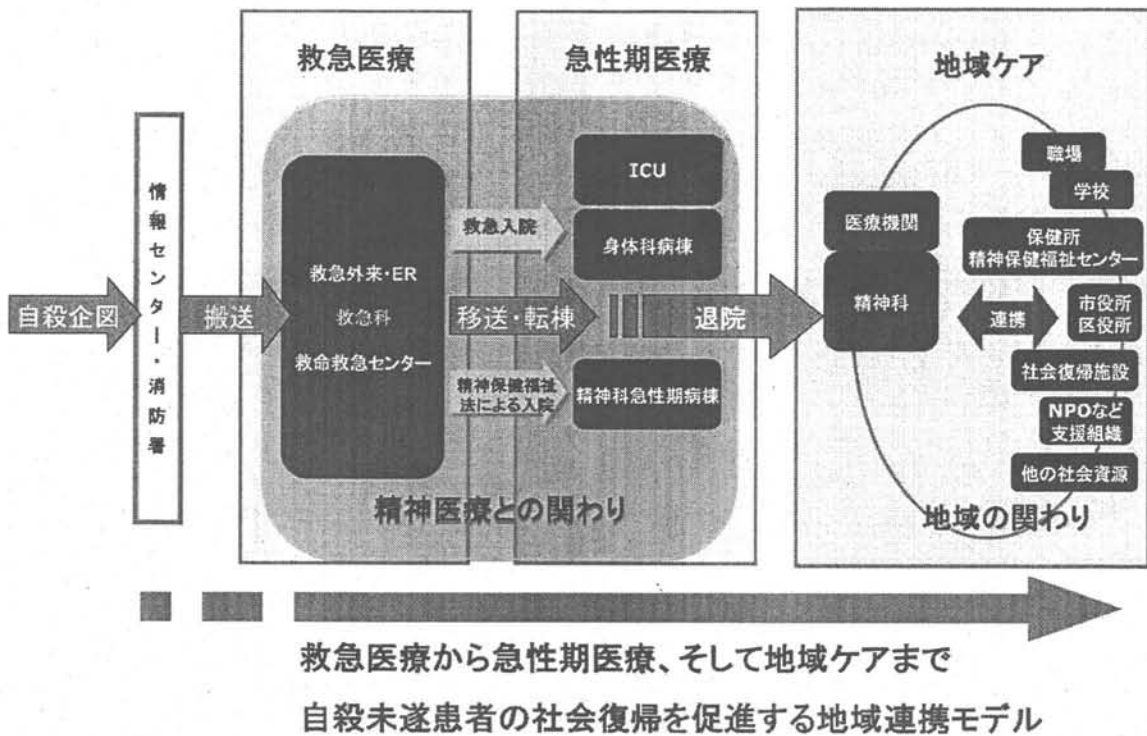 救急医療
急性期医療
地域ケア
情報センター・消防署
自殺企図
搬送
救急外来・ER
救急科
救命救急センター
救急入院
移送・転棟
精神保健福祉
法による入院
ICU
身体科病棟
精神科急性期病棟
退院
精神医療との関わり
医療機関
精神科
連携
職場
学校
保健所
精神保健福祉センター
市役所
区役所
社会復帰施設
NPOなど
支援組織
他の社会資源
地域の関わり
救急医療から急性期医療、そして地域ケアまで
自殺未遂患者の社会復帰を促進する地域連携モデル